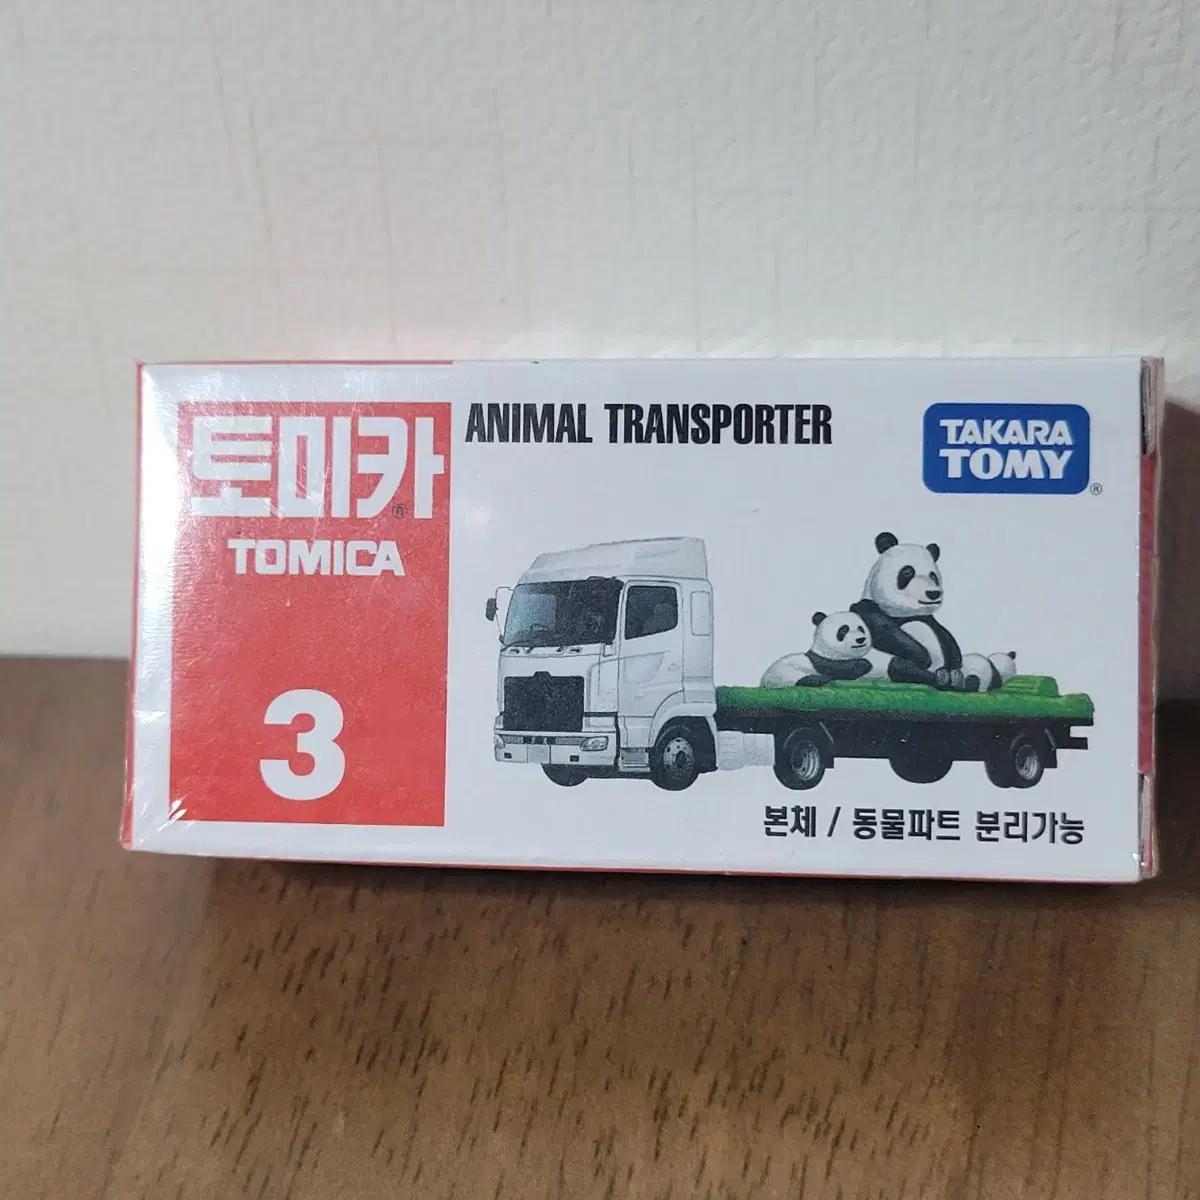 토미카
TOMICA
3
ANIMAL TRANSPORTER
TAKARA
TOMY
본체 / 동물파트 분리가능